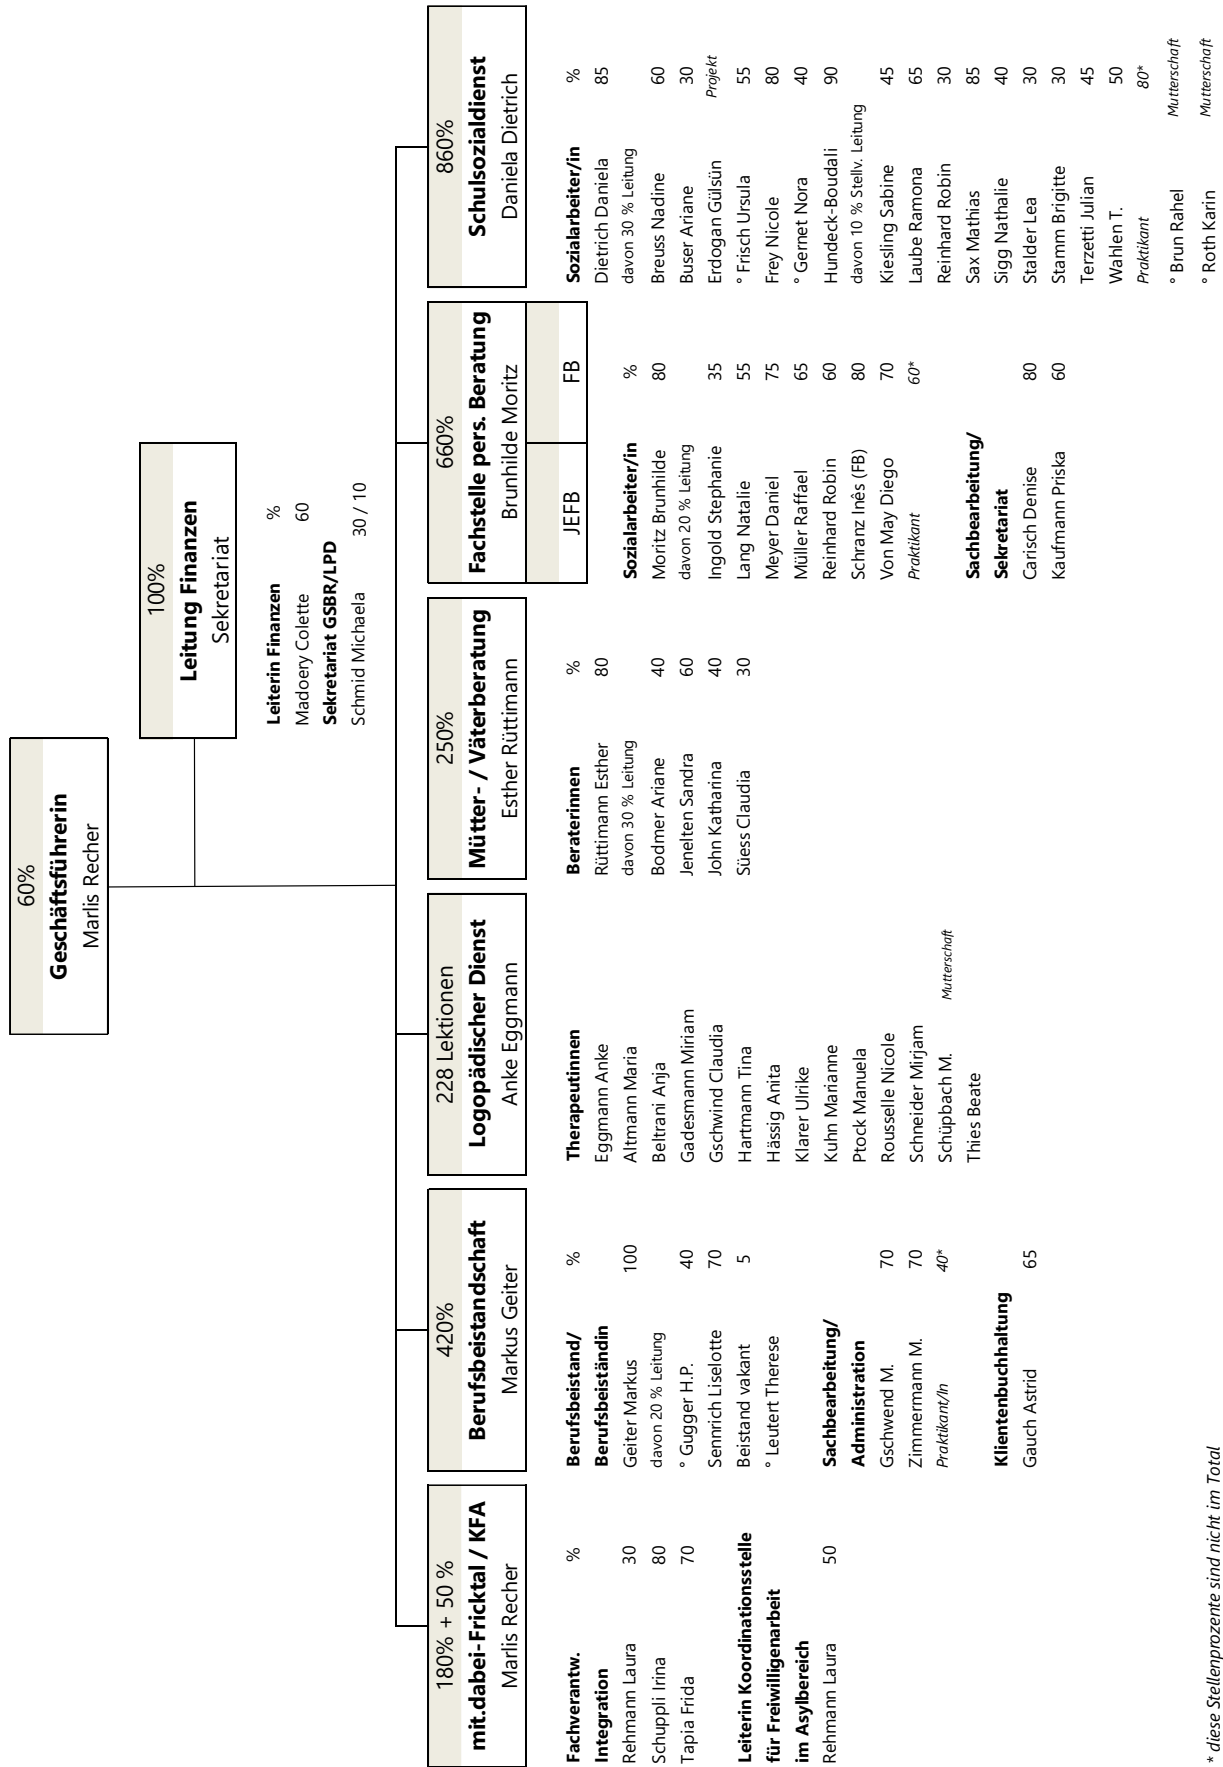 60%
Geschäftsführerin
Marlis Recher
100%
Leitung Finanzen
Sekretariat
Leiterin Finanzen %
Madoery Colette 60
Sekretariat GSBR/LPD
Schmid Michaela 30 / 10
180% + 50 %
mit.dabei-Fricktal / KFA
Marlis Recher
Fachverantw. %
Integration
Rehmann Laura 30
Schuppli Irina 80
Tapia Frida 70
Leiterin Koordinationsstelle
für Freiwilligenarbeit
im Asylbereich
Rehmann Laura 50
420%
Berufsbeistandschaft
Markus Geiter
Berufsbeistand/ %
Berufsbeiständin
Geiter Markus 100
davon 20 % Leitung
° Gugger H.P. 40
Sennrich Liselotte 70
Beistand vakant 5
° Leutert Therese
Sachbearbeitung/
Administration
Gschwend M. 70
Zimmermann M. 70
Praktikant/In 40*
Klientenbuchhaltung
Gauch Astrid 65
228 Lektionen
Logopädischer Dienst
Anke Eggmann
Therapeutinnen
Eggmann Anke
Altmann Maria
Beltrani Anja
Gadesmann Miriam
Gschwind Claudia
Hartmann Tina
Hässig Anita
Klarer Ulrike
Kuhn Marianne
Ptock Manuela
Rousselle Nicole
Schneider Mirjam
Schüpbach M. Mutterschaft
Thies Beate
250%
Mütter- / Väterberatung
Esther Rüttimann
Beraterinnen %
Rüttimann Esther 80
davon 30 % Leitung
Bodmer Ariane 40
Jenelten Sandra 60
John Katharina 40
Süess Claudia 30
660%
Fachstelle pers. Beratung
Brunhilde Moritz
JEFB FB
Sozialarbeiter/in %
Moritz Brunhilde 80
davon 20 % Leitung
Ingold Stephanie 35
Lang Natalie 55
Meyer Daniel 75
Müller Raffael 65
Reinhard Robin 60
Schranz Inês (FB) 80
Von May Diego 70
Praktikant 60*
Sachbearbeitung/
Sekretariat
Carisch Denise 80
Kaufmann Priska 60
860%
Schulsozialdienst
Daniela Dietrich
Sozialarbeiter/in %
Dietrich Daniela 85
davon 30 % Leitung
Breuss Nadine 60
Buser Ariane 30
Erdogan Gülsün Projekt
° Frisch Ursula 55
Frey Nicole 80
° Gernet Nora 40
Hundeck-Boudali 90
davon 10 % Stellv. Leitung
Kiesling Sabine 45
Laube Ramona 65
Reinhard Robin 30
Sax Mathias 85
Sigg Nathalie 40
Stalder Lea 30
Stamm Brigitte 30
Terzetti Julian 45
Wahlen T. 50
Praktikant 80*
° Brun Rahel Mutterschaft
° Roth Karin Mutterschaft
* diese Stellenprozente sind nicht im Total